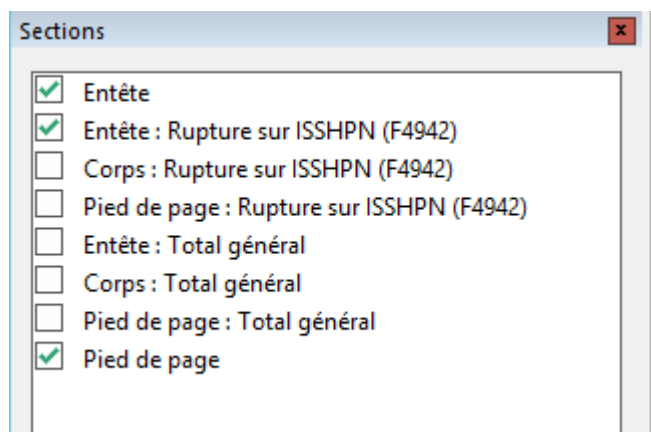 Sections
Entête
Entête : Rupture sur ISSHPN (F4942)
Corps : Rupture sur ISSHPN (F4942)
Pied de page : Rupture sur ISSHPN (F4942)
Entête : Total général
Corps : Total général
Pied de page : Total général
Pied de page